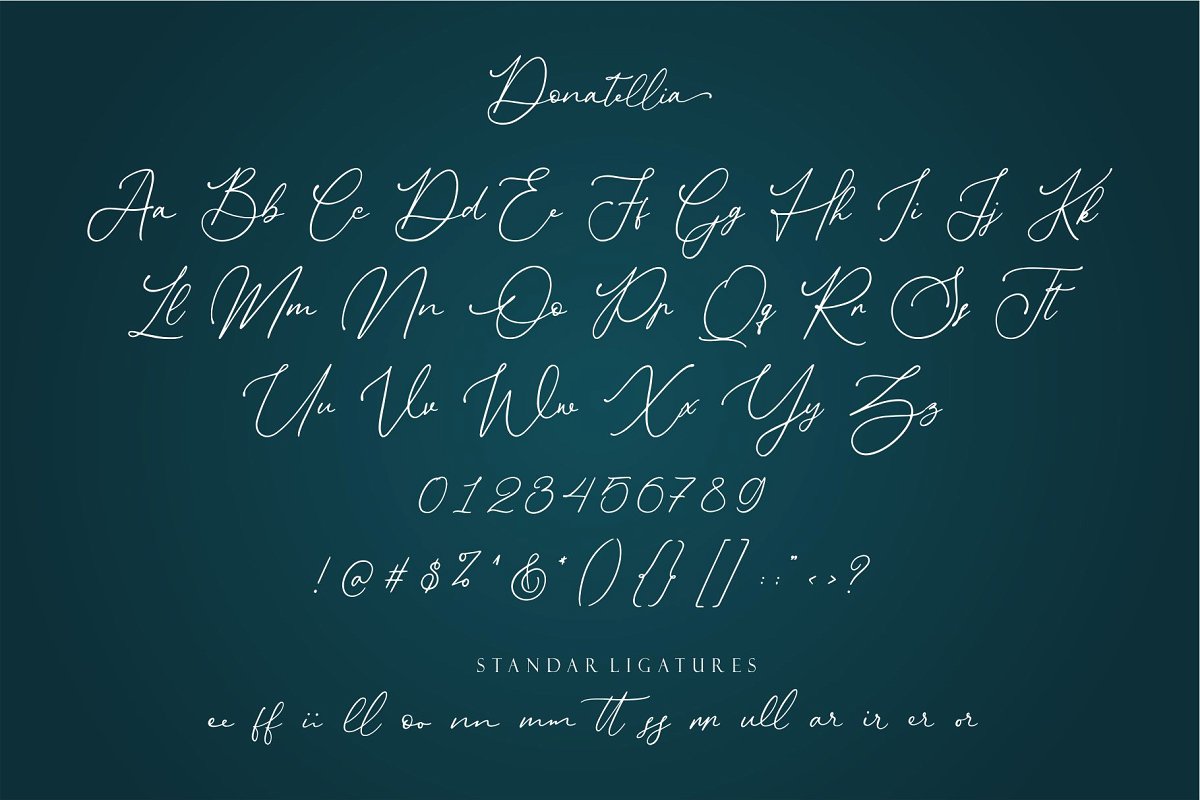 Donatellia
Aa Bb Cc Dd Ee Ff Gg Hh Ii Jj Kk
Ll Mm Nn Oo Pp Qq Rr Ss Tt
Uu Vv Ww Xx Yy Zz
0123456789
! @ # $ % ^ & * () {} [] : : " < > ?
STANDAR LIGATURES
ee ff ii ll oo nn mm tt ss rr ull ar ir er or